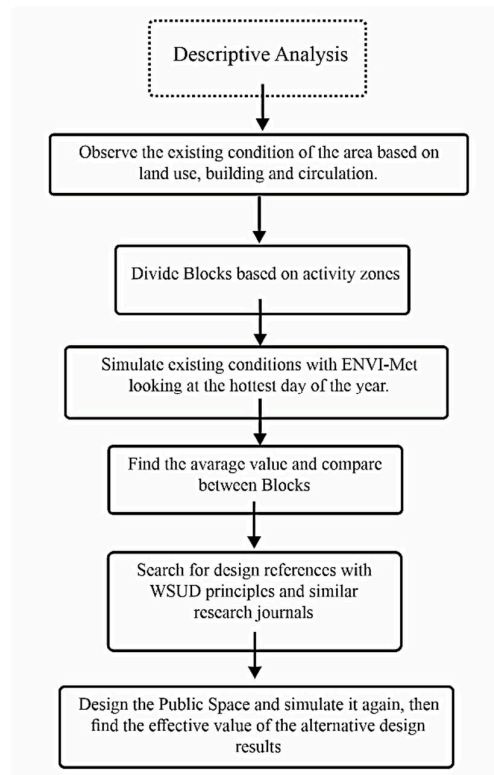 Descriptive Analysis
Observe the existing condition of the area based on
land use, building and circulation.
Divide Blocks based on activity zones
Simulate existing conditions with ENVI-Met
looking at the hottest day of the year.
Find the avarage value and compare
between Blocks
Search for design references with
WSUD principles and similar
research journals
Design the Public Space and simulate it again, then
find the effective value of the alternative design
results